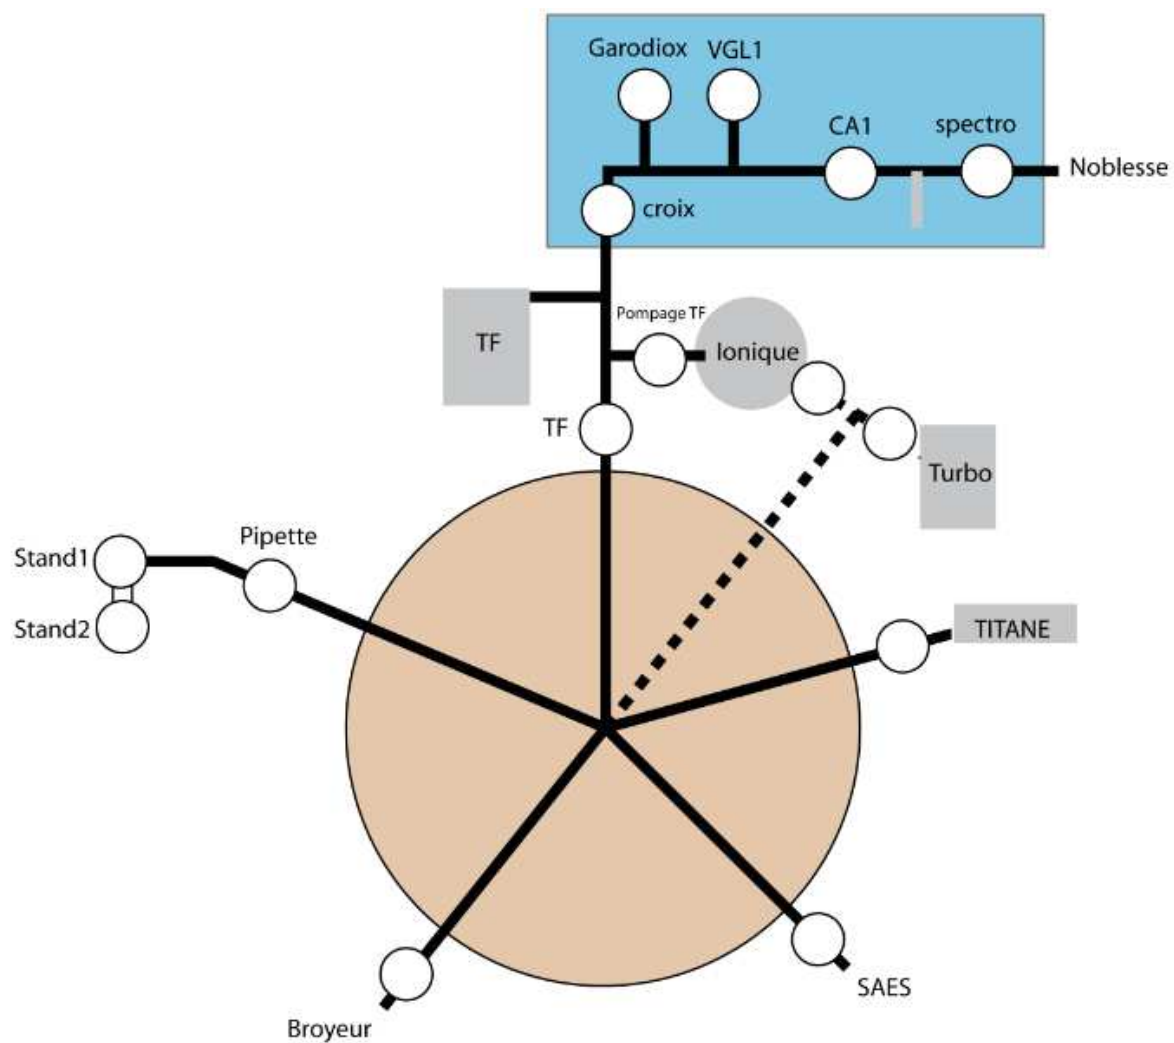 Garodiox
VGL1
CA1
spectro
Noblesse
croix
Pompage TF
TF
Ionique
TF
Turbo
Pipette
Stand1
Stand2
TITANE
SAES
Broyeur